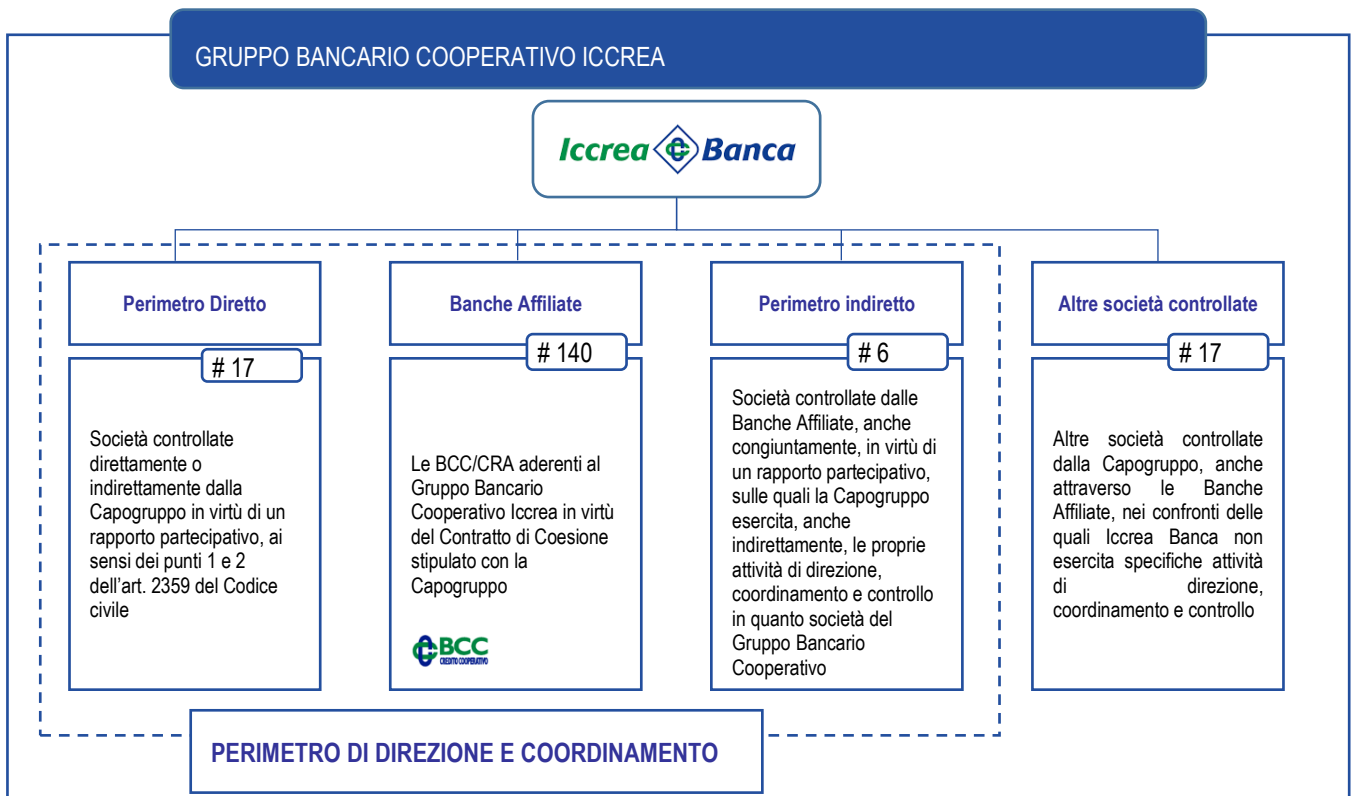 GRUPPO BANCARIO COOPERATIVO ICCREA
Iccrea Banca
Perimetro Diretto
# 17
Società controllate
direttamente o
indirettamente dalla
Capogruppo in virtù di un
rapporto partecipativo, ai
sensi dei punti 1 e 2
dell'art. 2359 del Codice
civile
Banche Affiliate
# 140
Le BCC/CRA aderenti al
Gruppo Bancario
Cooperativo Iccrea in virtù
del Contratto di Coesione
stipulato con la
Capogruppo
BCC
CREDITO COOPERATIVO
Perimetro indiretto
# 6
Società controllate dalle
Banche Affiliate, anche
congiuntamente, in virtù di
un rapporto partecipativo,
sulle quali la Capogruppo
esercita, anche
indirettamente, le proprie
attività di direzione,
coordinamento e controllo
in quanto società del
Gruppo Bancario
Cooperativo
Altre società controllate
# 17
Altre società controllate
dalla Capogruppo, anche
attraverso le Banche
Affiliate, nei confronti delle
quali Iccrea Banca non
esercita specifiche attività
di direzione,
coordinamento e controllo
PERIMETRO DI DIREZIONE E COORDINAMENTO